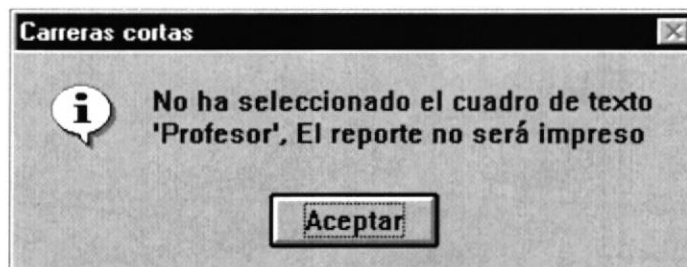 Carreras cortas
No ha seleccionado el cuadro de texto
'Profesor', El reporte no será impreso
Aceptar